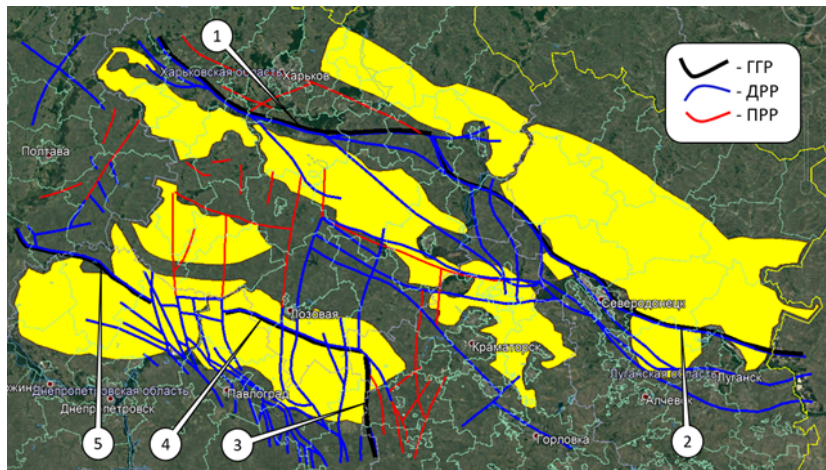 1
- ГГР
- ДРР
- ПРР
Харьковская область
Харьков
Полтава
Северодонецк
Лозовая
Краматорск
Днепропетровская область
Павлоград
Днепропетровск
Луганская область
Луганск
Алчевск
Горловка
5
4
3
2